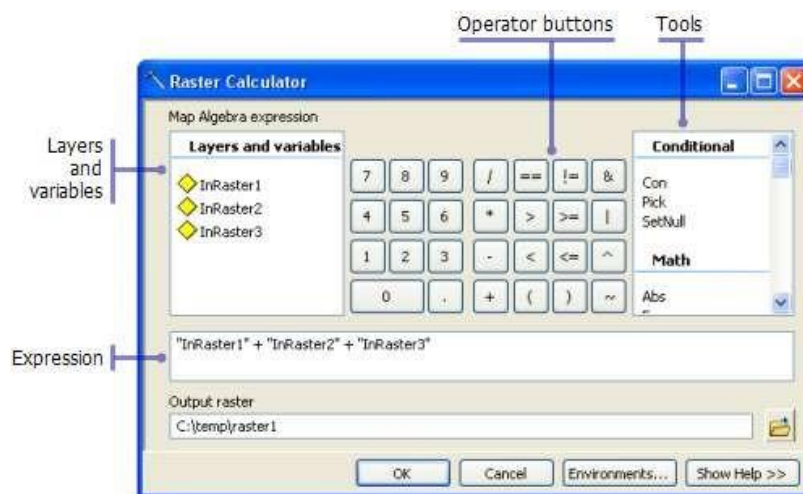 Operator buttons
Tools
Raster Calculator
Map Algebra expression
Layers and variables
Layers and variables
InRaster1
InRaster2
InRaster3
7 8 9 / == != &
4 5 6 * > >= |
1 2 3 - < <= ^
0 . + ( ) ~
Conditional
Con
Pick
SetNull
Math
Abs
Expression
"InRaster1" + "InRaster2" + "InRaster3"
Output raster
C:\temp\raster1
OK
Cancel
Environments...
Show Help >>